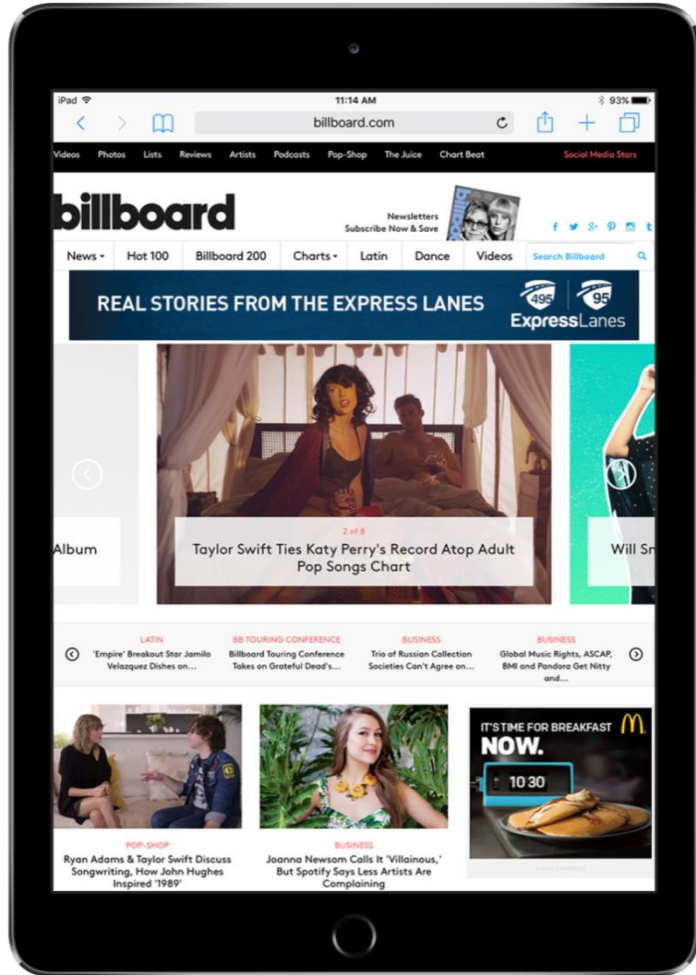 iPad
11:14 AM
93%
billboard.com
Videos Photos Lists Reviews Artists Podcasts Pop-Shop The Juice Chart Beat Social Media Stars
billboard
Newsletters
Subscribe Now & Save
News Hot 100 Billboard 200 Charts Latin Dance Videos Search Billboard
REAL STORIES FROM THE EXPRESS LANES
495 95
ExpressLanes
Album
2 of 8
Taylor Swift Ties Katy Perry's Record Atop Adult
Pop Songs Chart
Will Sm
LATIN
'Empire' Breakout Star Jamila
Velazquez Dishes on...
BB TOURING CONFERENCE
Billboard Touring Conference
Takes on Grateful Dead's...
BUSINESS
Trio of Russian Collection
Societies Can't Agree on...
BUSINESS
Global Music Rights, ASCAP,
BMI and Pandora Get Nitty
and...
POP-SHOP
Ryan Adams & Taylor Swift Discuss
Songwriting, How John Hughes
Inspired '1989'
BUSINESS
Joanna Newsom Calls It 'Villainous,'
But Spotify Says Less Artists Are
Complaining
IT'S TIME FOR BREAKFAST
NOW.
10 30
advertisement